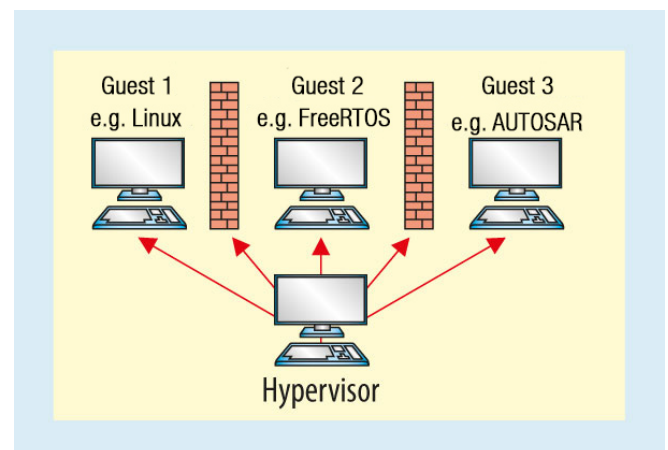 Guest 1
e.g. Linux
Guest 2
e.g. FreeRTOS
Guest 3
e.g. AUTOSAR
Hypervisor